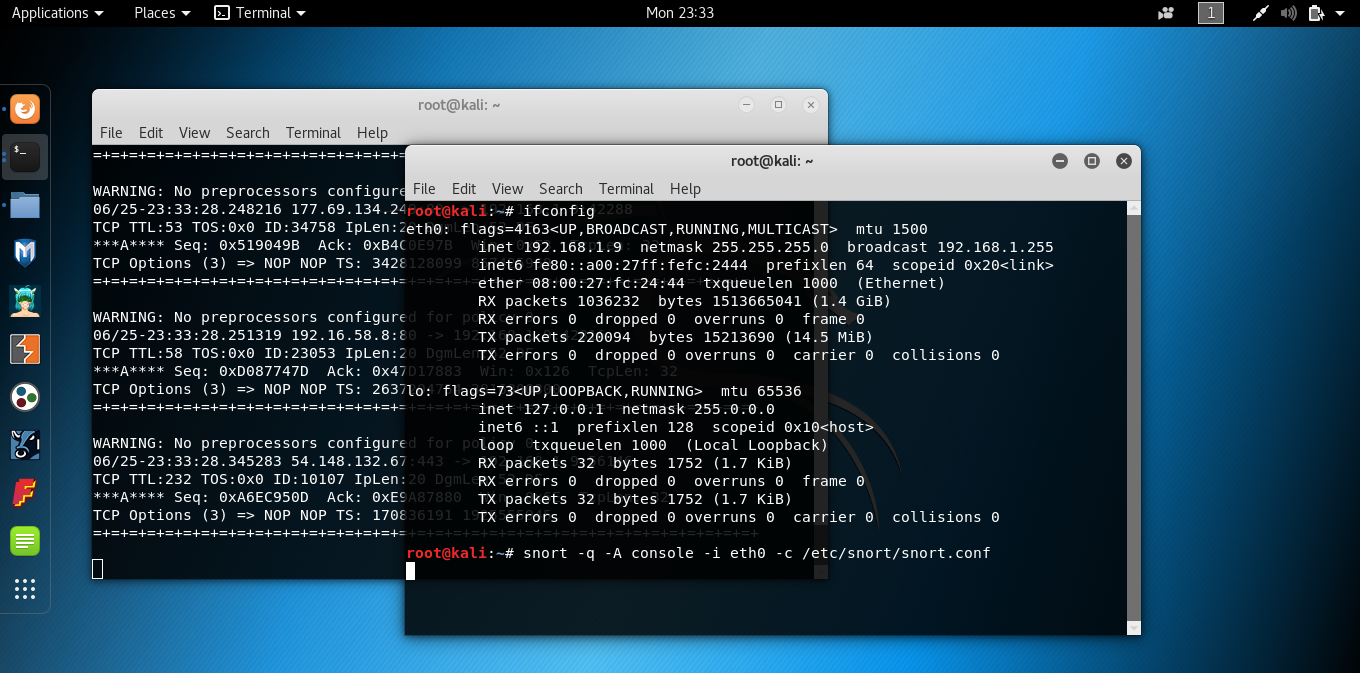 Applications Places Terminal Mon 23:33 1
root@kali: ~
File Edit View Search Terminal Help
=+=+=+=+=+=+=+=+=+=+=+=+=+=+=+=+=+=
WARNING: No preprocessors configured
06/25-23:33:28.248216 177.69.134.2
TCP TTL:53 TOS:0x0 ID:34758 IpLen:20
***A**** Seq: 0x519049B Ack: 0xB4C0E97B
TCP Options (3) => NOP NOP TS: 3428128099
=+=+=+=+=+=+=+=+=+=+=+=+=+=+=+=+=+=
WARNING: No preprocessors configured for policy 0.
06/25-23:33:28.251319 192.16.58.8:80 -> 192.
TCP TTL:58 TOS:0x0 ID:23053 IpLen:20 DgmLen:52 DF
***A**** Seq: 0xD087747D Ack: 0x47D17883 Win: 0x126 TcpLen: 32
TCP Options (3) => NOP NOP TS: 2637
=+=+=+=+=+=+=+=+=+=+=+=+=+=+=+=+=+=
WARNING: No preprocessors configured for policy 0.
06/25-23:33:28.345283 54.148.132.67:443 ->
TCP TTL:232 TOS:0x0 ID:10107 IpLen:20 DgmLen:52 DF
***A**** Seq: 0xA6EC950D Ack: 0xE9A87880
TCP Options (3) => NOP NOP TS: 170836191
=+=+=+=+=+=+=+=+=+=+=+=+=+=+=+=+=+=+=+=+=+=+=+=+=+=+=+=+=+=+=+=+=+=+=+=+=+
root@kali: ~
File Edit View Search Terminal Help
root@kali:~# ifconfig
eth0: flags=4163<UP,BROADCAST,RUNNING,MULTICAST> mtu 1500
inet 192.168.1.9 netmask 255.255.255.0 broadcast 192.168.1.255
inet6 fe80::a00:27ff:fefc:2444 prefixlen 64 scopeid 0x20<link>
ether 08:00:27:fc:24:44 txqueuelen 1000 (Ethernet)
RX packets 1036232 bytes 1513665041 (1.4 GiB)
RX errors 0 dropped 0 overruns 0 frame 0
TX packets 220094 bytes 15213690 (14.5 MiB)
TX errors 0 dropped 0 overruns 0 carrier 0 collisions 0
lo: flags=73<UP,LOOPBACK,RUNNING> mtu 65536
inet 127.0.0.1 netmask 255.0.0.0
inet6 ::1 prefixlen 128 scopeid 0x10<host>
loop txqueuelen 1000 (Local Loopback)
RX packets 32 bytes 1752 (1.7 KiB)
RX errors 0 dropped 0 overruns 0 frame 0
TX packets 32 bytes 1752 (1.7 KiB)
TX errors 0 dropped 0 overruns 0 carrier 0 collisions 0
root@kali:~# snort -q -A console -i eth0 -c /etc/snort/snort.conf